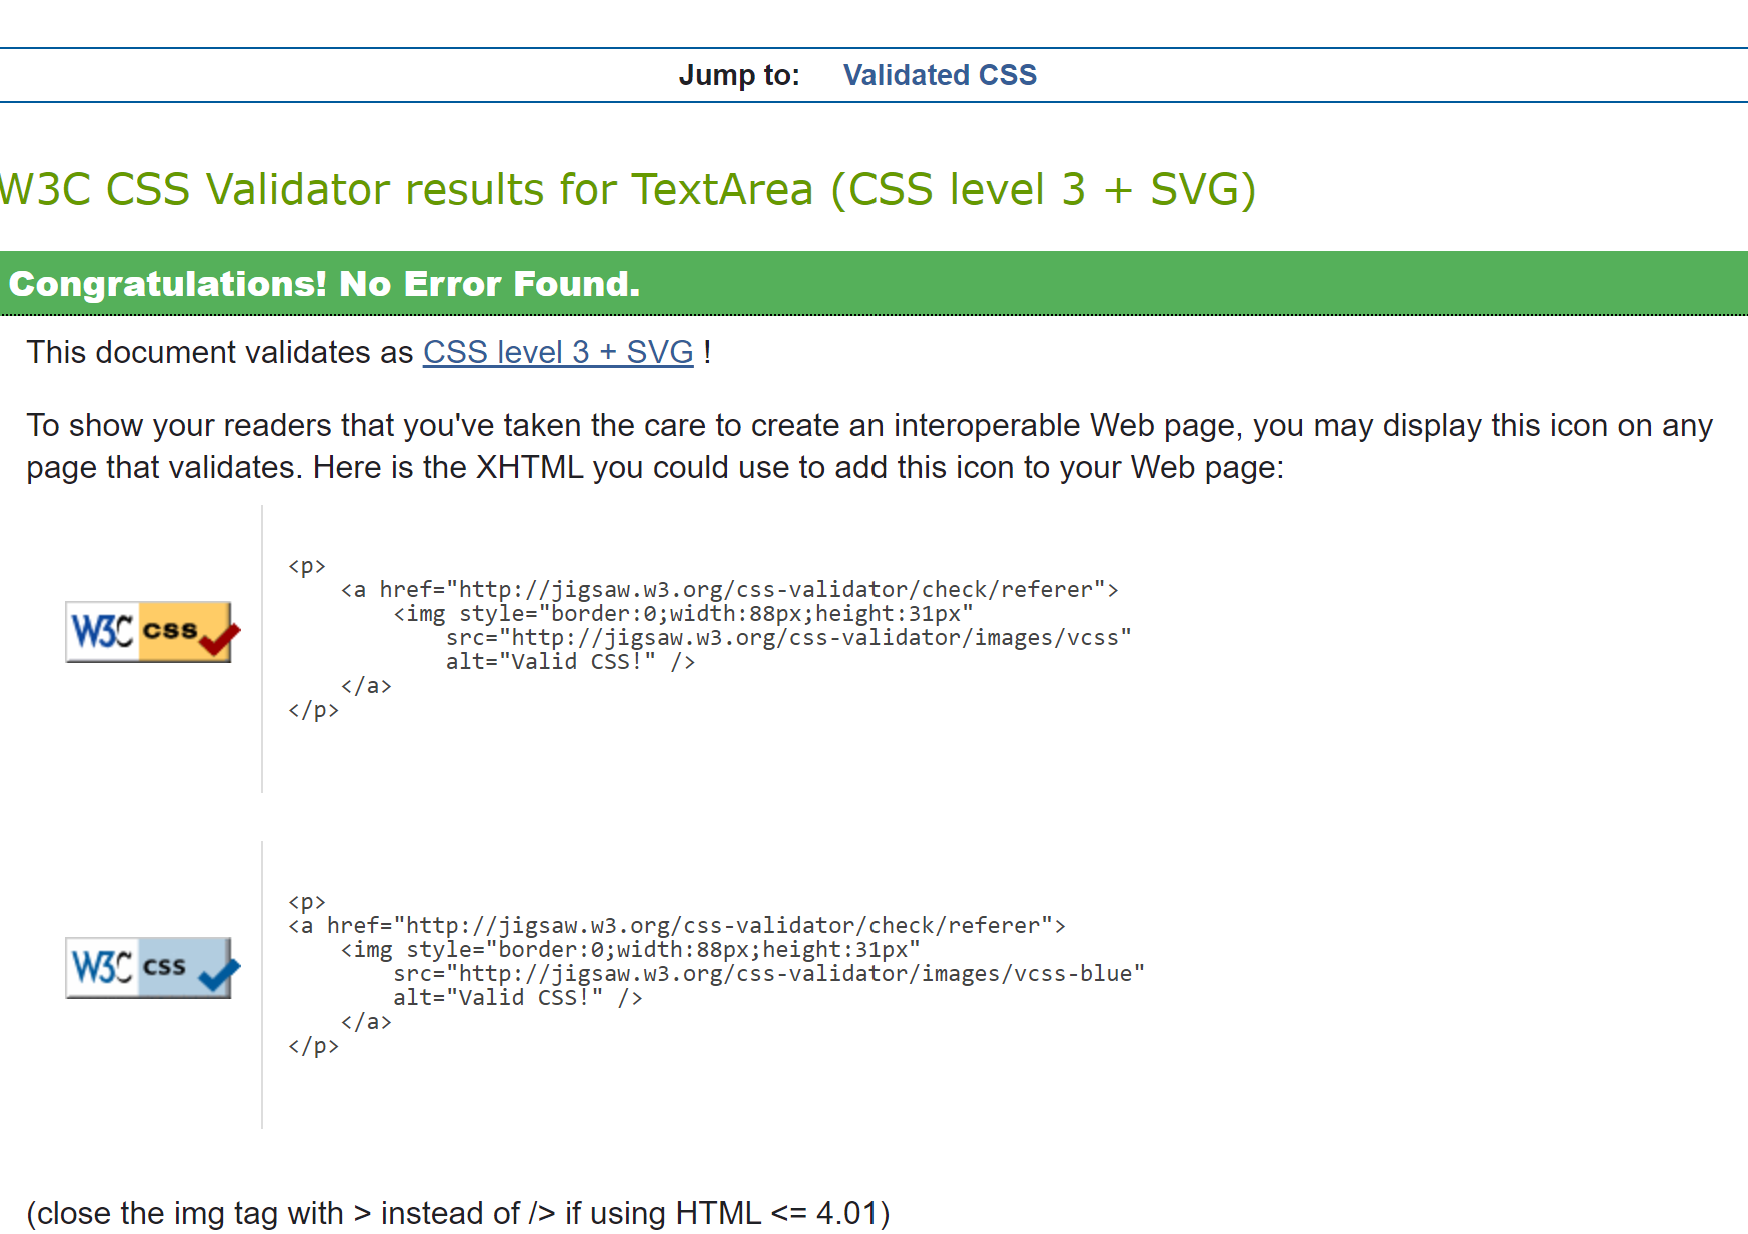 Jump to: Validated CSS
W3C CSS Validator results for TextArea (CSS level 3 + SVG)
Congratulations! No Error Found.
This document validates as CSS level 3 + SVG !
To show your readers that you've taken the care to create an interoperable Web page, you may display this icon on any
page that validates. Here is the XHTML you could use to add this icon to your Web page:
W3C css
<p>
    <a href="http://jigsaw.w3.org/css-validator/check/referer">
        <img style="border:0;width:88px;height:31px"
            src="http://jigsaw.w3.org/css-validator/images/vcss"
            alt="Valid CSS!" />
    </a>
</p>
W3C css
<p>
<a href="http://jigsaw.w3.org/css-validator/check/referer">
    <img style="border:0;width:88px;height:31px"
        src="http://jigsaw.w3.org/css-validator/images/vcss-blue"
        alt="Valid CSS!" />
    </a>
</p>
(close the img tag with > instead of /> if using HTML <= 4.01)